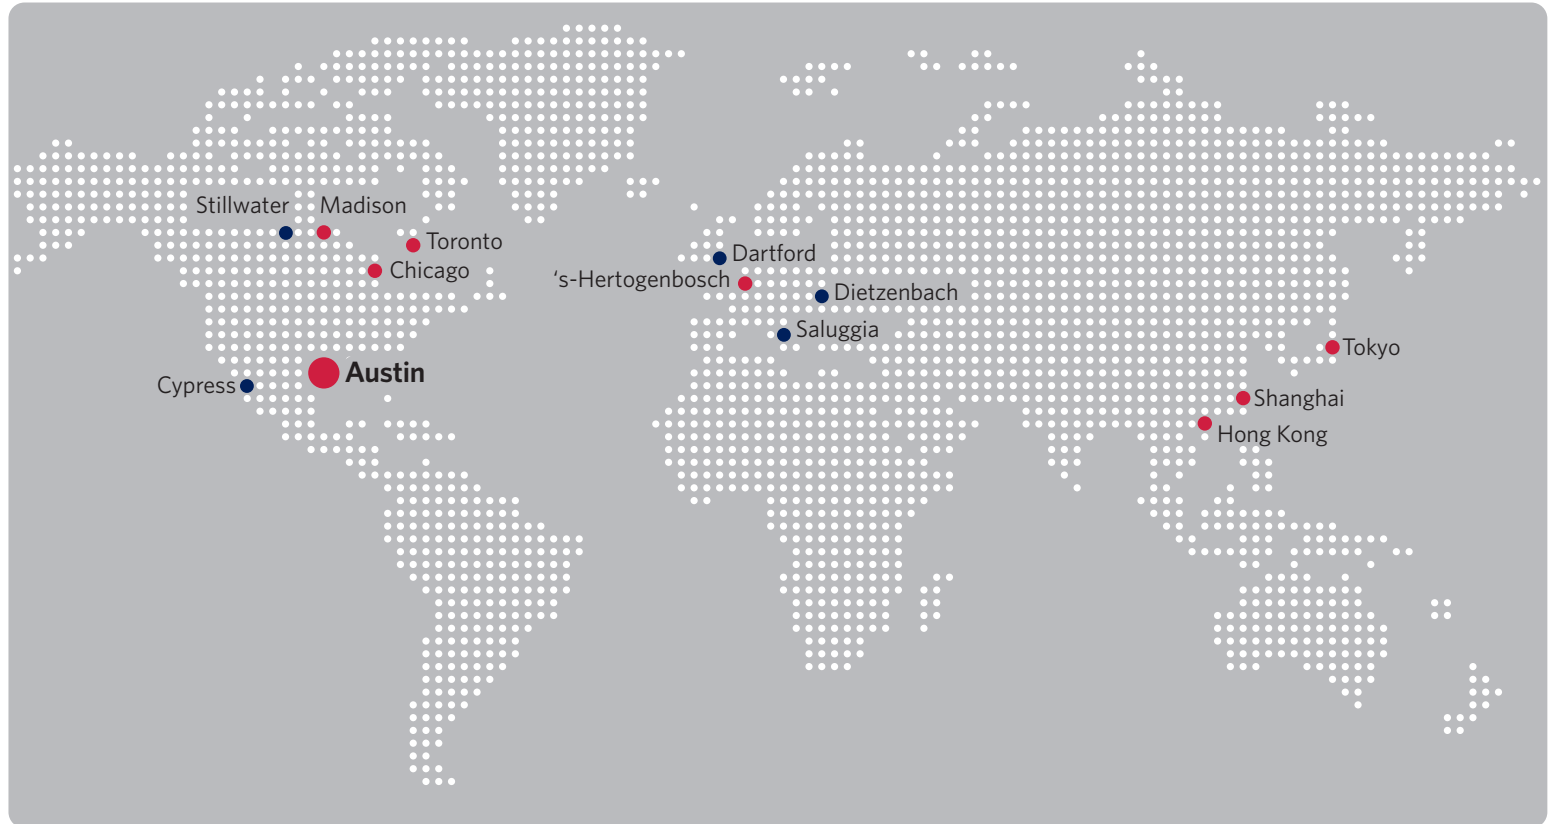 Stillwater
Madison
Toronto
Chicago
Dartford
‘s-Hertogenbosch
Dietzenbach
Saluggia
Tokyo
Austin
Cypress
Shanghai
Hong Kong